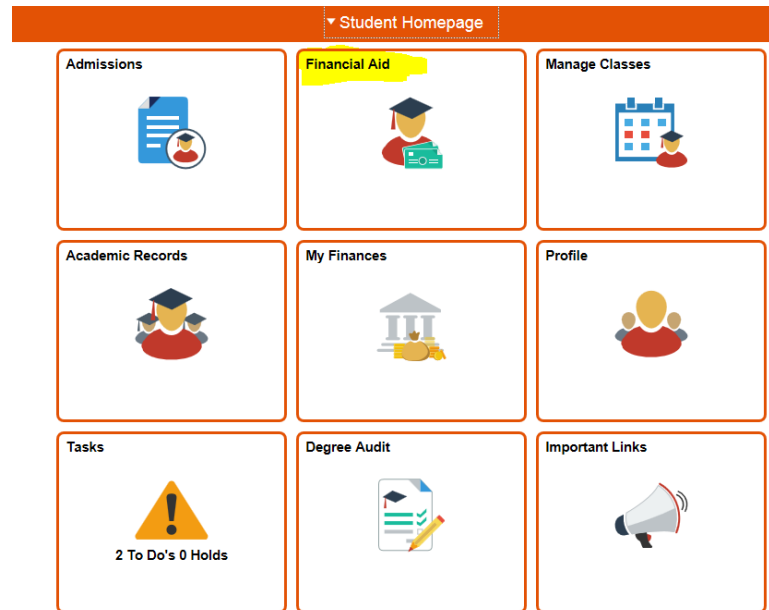 Student Homepage
Admissions
Financial Aid
Manage Classes
Academic Records
My Finances
Profile
Tasks
2 To Do's 0 Holds
Degree Audit
Important Links